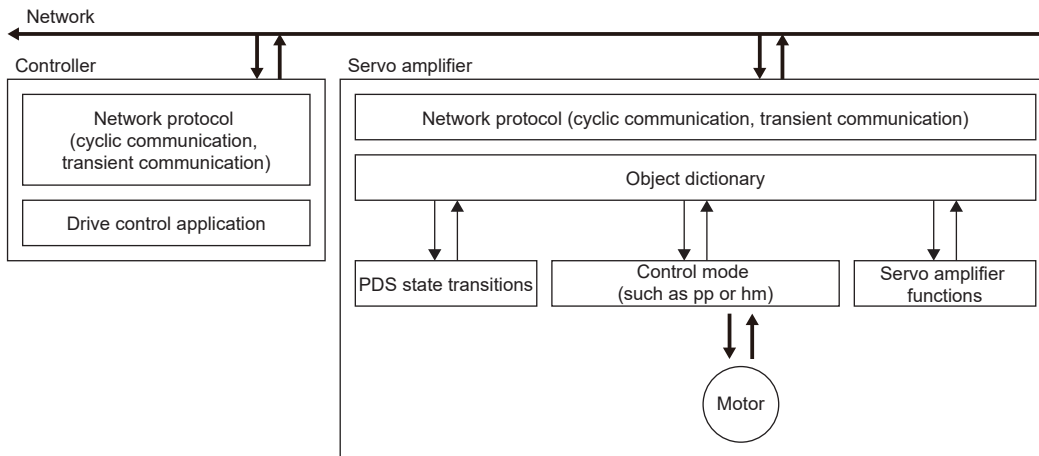 Network
Controller
Network protocol
(cyclic communication,
transient communication)
Drive control application
Servo amplifier
Network protocol (cyclic communication, transient communication)
Object dictionary
PDS state transitions
Control mode
(such as pp or hm)
Servo amplifier
functions
Motor